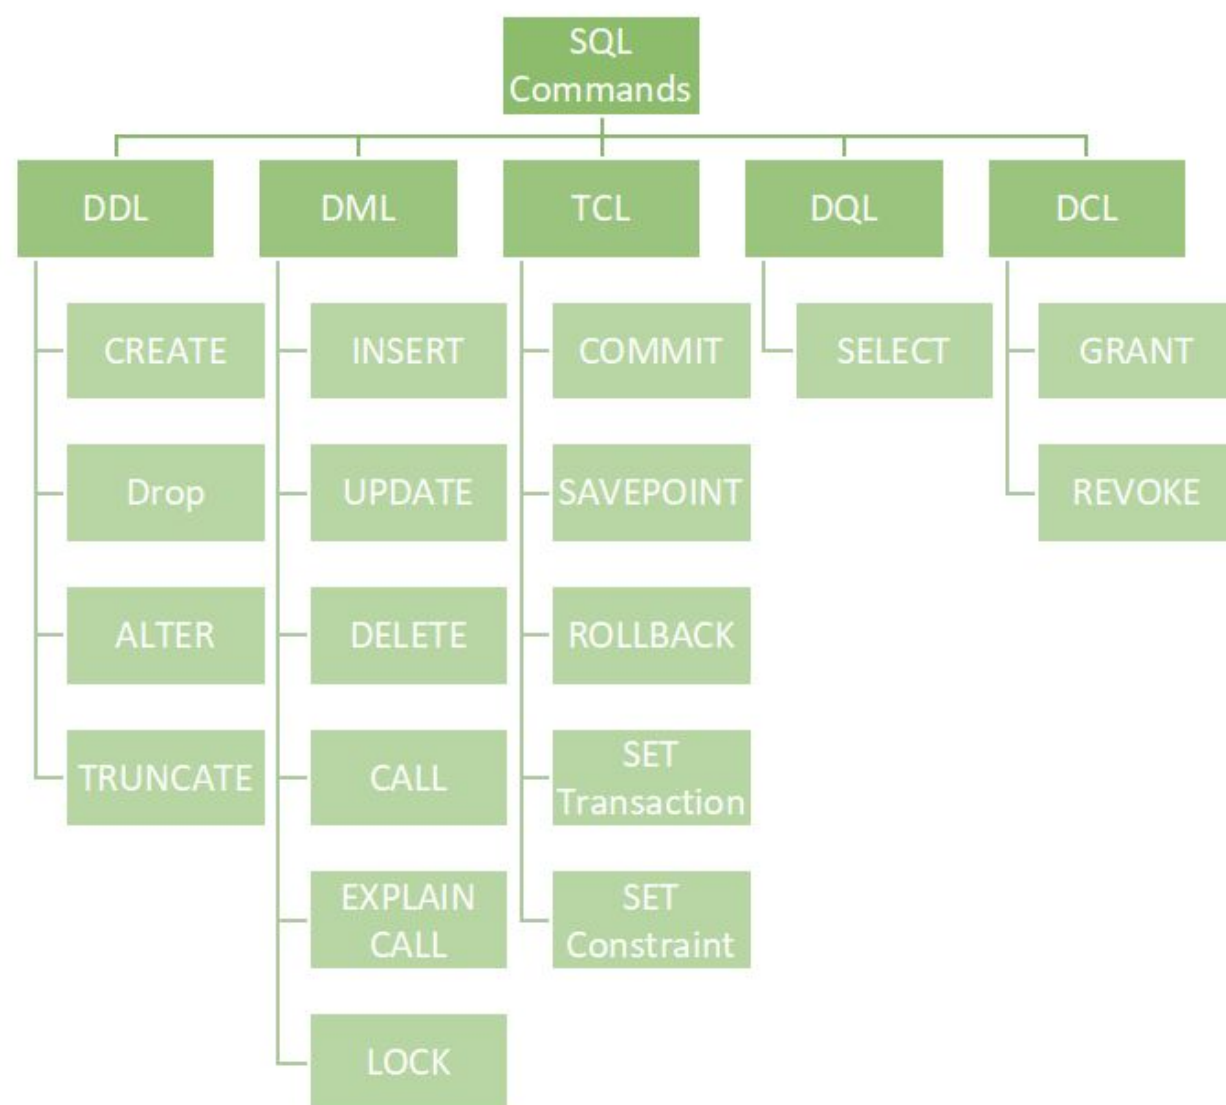 SQL
Commands
DDL
DML
TCL
DQL
DCL
CREATE
INSERT
COMMIT
SELECT
GRANT
Drop
UPDATE
SAVEPOINT
REVOKE
ALTER
DELETE
ROLLBACK
TRUNCATE
CALL
SET
Transaction
EXPLAIN
CALL
SET
Constraint
LOCK